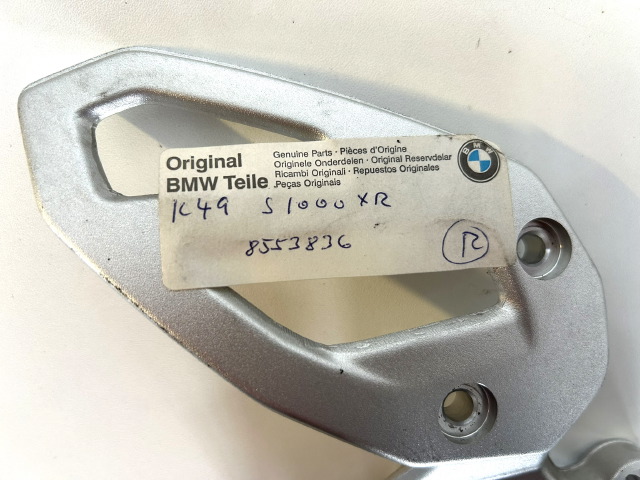 Original
BMW Teile
Genuine Parts · Pièces d'Origine
Originele Onderdelen · Original Reservdelar
Ricambi Originali · Repuestos Originales
Peças Originais
BMW
K49 S1000XR
8553836
R